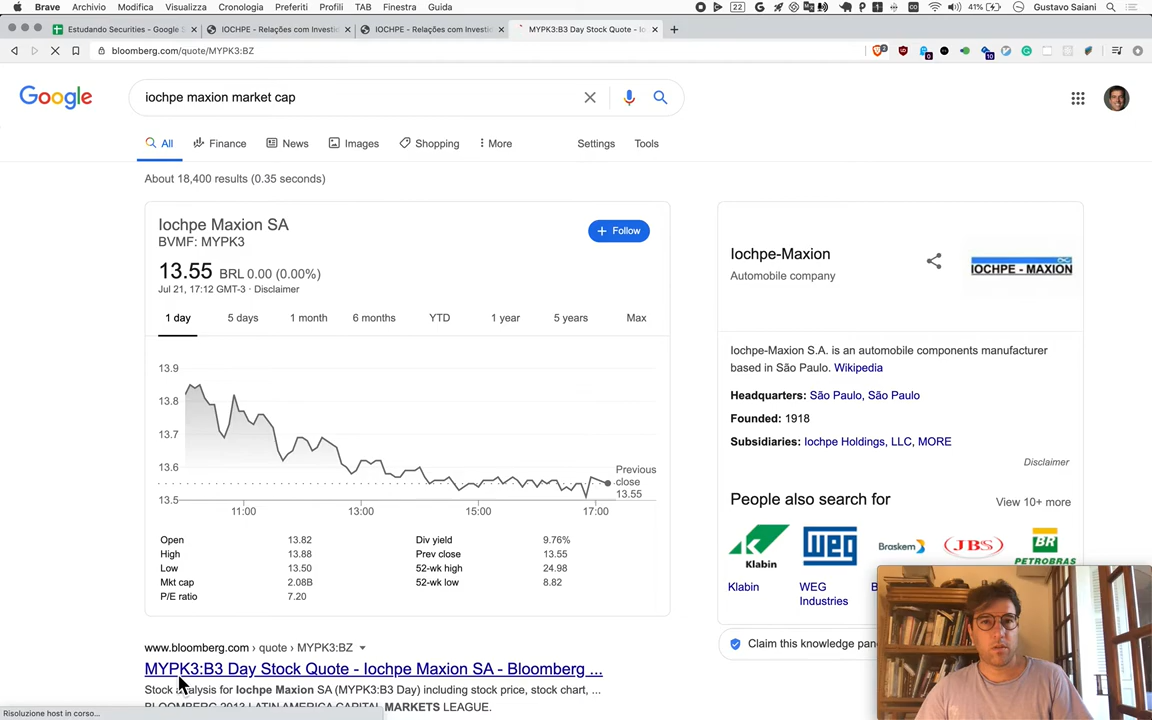 Brave Archivio Modifica Visualizza Cronologia Preferiti Profili TAB Finestra Guida 22 41% Gustavo Saiani
Estudando Securities - Google S IOCHPE - Relações com Investid IOCHPE - Relações com Investid MYPK3:B3 Day Stock Quote - Io
bloomberg.com/quote/MYPK3:BZ
Google
iochpe maxion market cap
All Finance News Images Shopping More Settings Tools
About 18,400 results (0.35 seconds)
Iochpe Maxion SA
BVMF: MYPK3
+ Follow
13.55 BRL 0.00 (0.00%)
Jul 21, 17:12 GMT-3 · Disclaimer
1 day 5 days 1 month 6 months YTD 1 year 5 years Max
13.9
13.8
13.7
13.6
13.5
Previous
close
13.55
11:00 13:00 15:00 17:00
Open 13.82 Div yield 9.76%
High 13.88 Prev close 13.55
Low 13.50 52-wk high 24.98
Mkt cap 2.08B 52-wk low 8.82
P/E ratio 7.20
www.bloomberg.com › quote › MYPK3:BZ
MYPK3:B3 Day Stock Quote - Iochpe Maxion SA - Bloomberg ...
Stock analysis for Iochpe Maxion SA (MYPK3:B3 Day) including stock price, stock chart, ...
BLOOMBERG 2013 LATIN AMERICA CAPITAL MARKETS LEAGUE.
Risoluzione host in corso...
Iochpe-Maxion
Automobile company
IOCHPE - MAXION
Iochpe-Maxion S.A. is an automobile components manufacturer
based in São Paulo. Wikipedia
Headquarters: São Paulo, São Paulo
Founded: 1918
Subsidiaries: Iochpe Holdings, LLC, MORE
Disclaimer
People also search for View 10+ more
Klabin
WEG
Braskem
JBS
BR
PETROBRAS
Klabin
WEG
Industries
Claim this knowledge pan